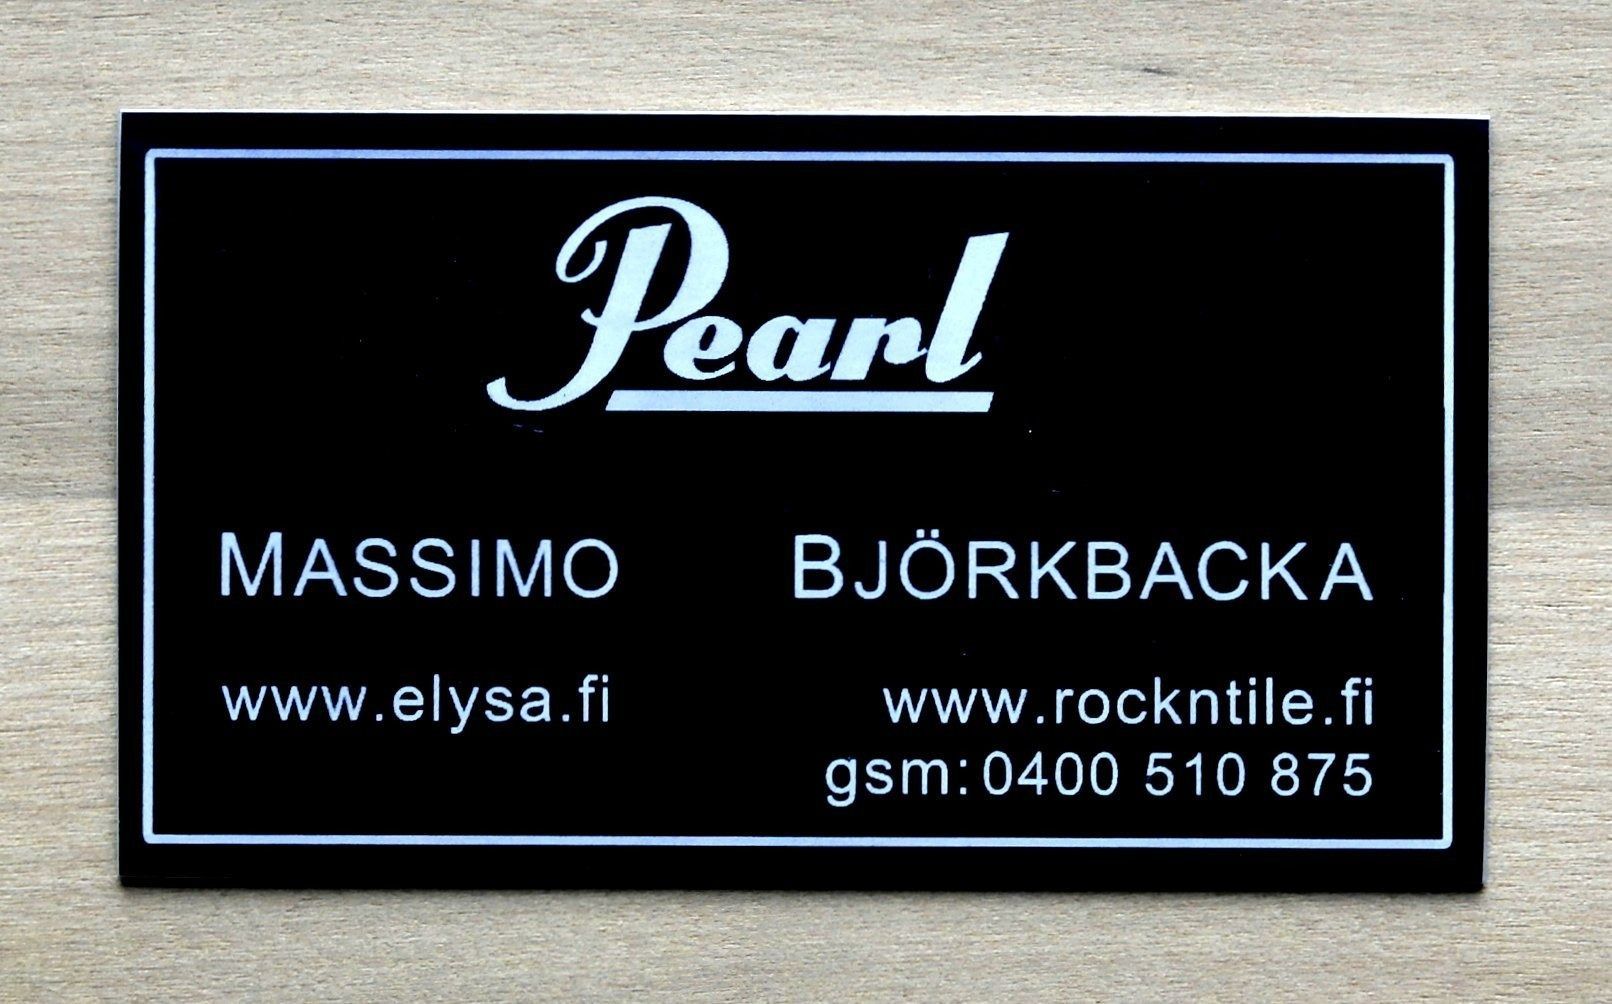 Pearl
MASSIMO BJÖRKBACKA
www.elysa.fi www.rockntile.fi
gsm: 0400 510 875